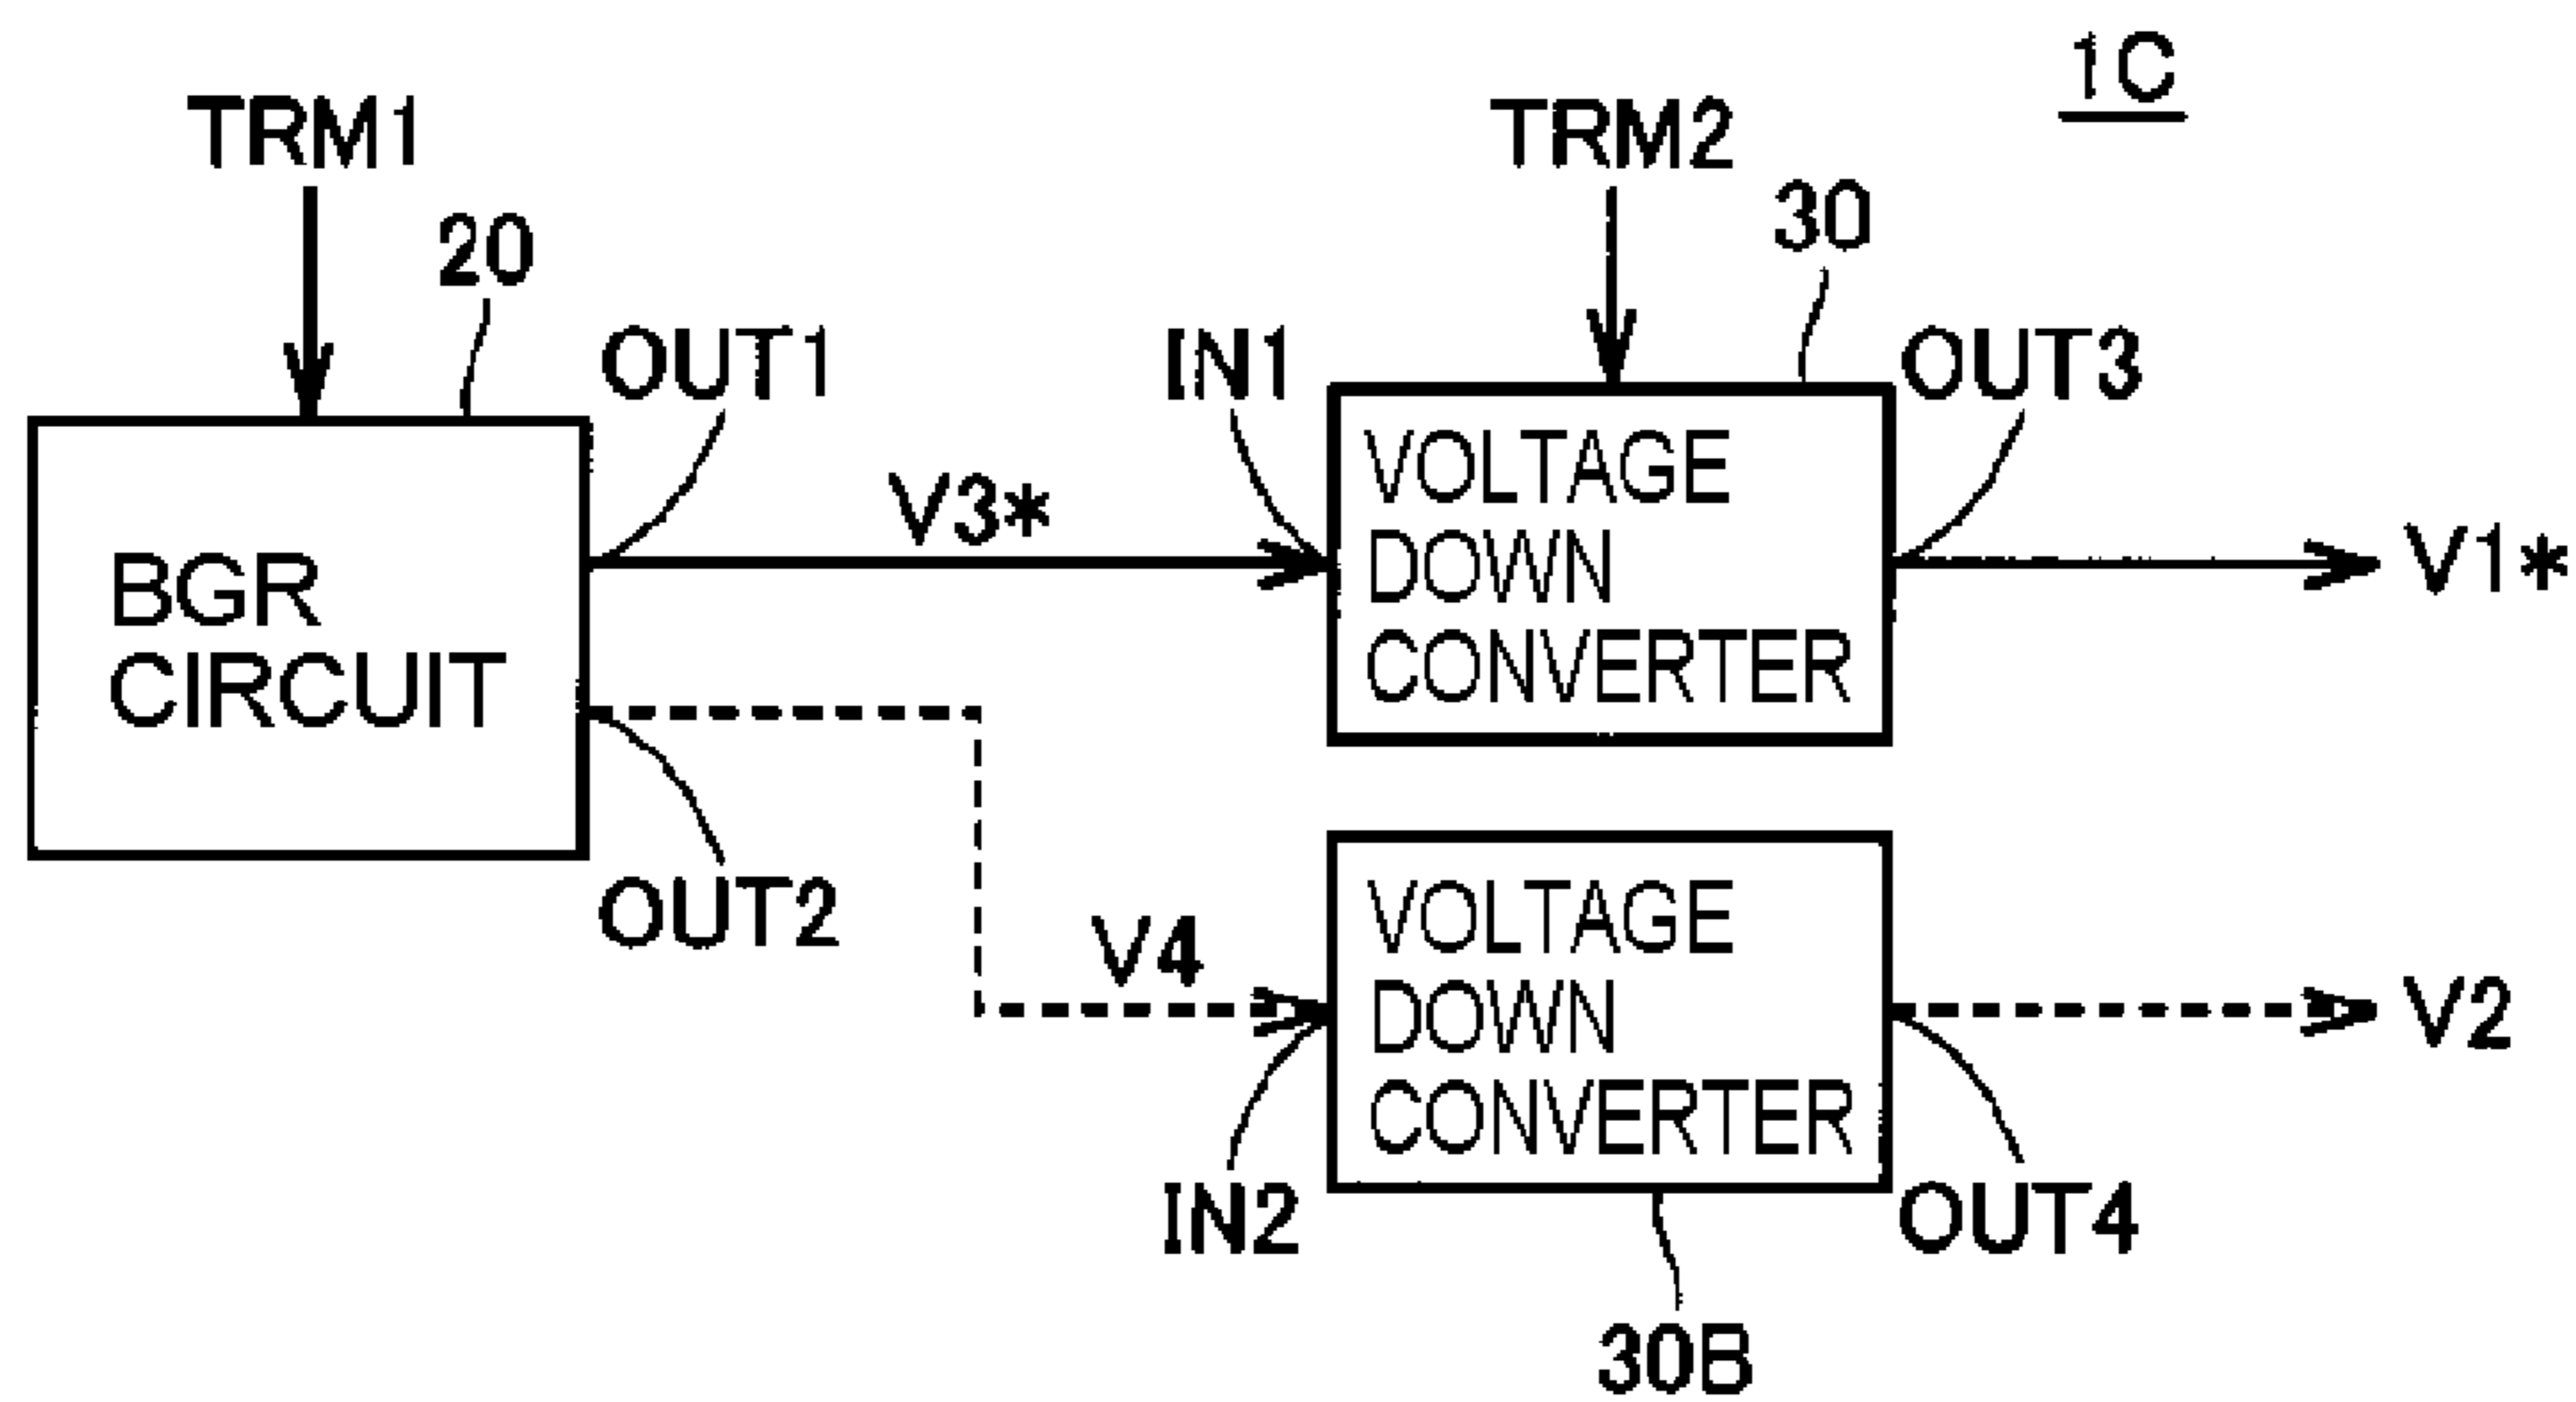 1C
TRM1
TRM2
20
30
OUT1
IN1
OUT3
V3*
VOLTAGE
DOWN
CONVERTER
V1*
BGR
CIRCUIT
OUT2
V4
VOLTAGE
DOWN
CONVERTER
V2
IN2
OUT4
30B